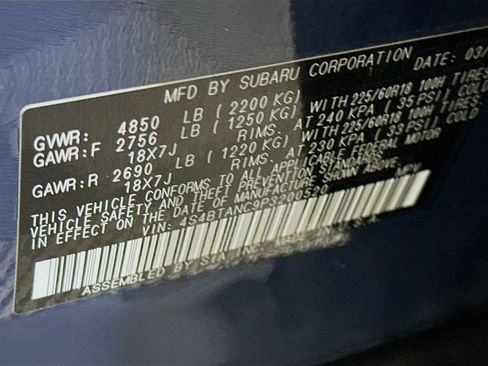 MFD BY SUBARU CORPORATION DATE: 03/
GVWR: 4850 LB (2200 KG)
GAWR:F 2756 LB (1250 KG) WITH 225/60R18 100H TIRES
18X7J RIMS. AT 240 KPA (35 PSI) COLD
GAWR:R 2690 LB (1220 KG) WITH 225/60R18 100H TIRES
18X7J RIMS. AT 230 KPA (33 PSI) COLD
THIS VEHICLE CONFORMS TO ALL APPLICABLE FEDERAL MOTOR
VEHICLE SAFETY AND THEFT PREVENTION STANDARDS
IN EFFECT ON THE DATE OF MANUFACTURE SHOWN ABOVE.
VIN: 4S4BTANC9P3200520 MPV
ASSEMBLED BY